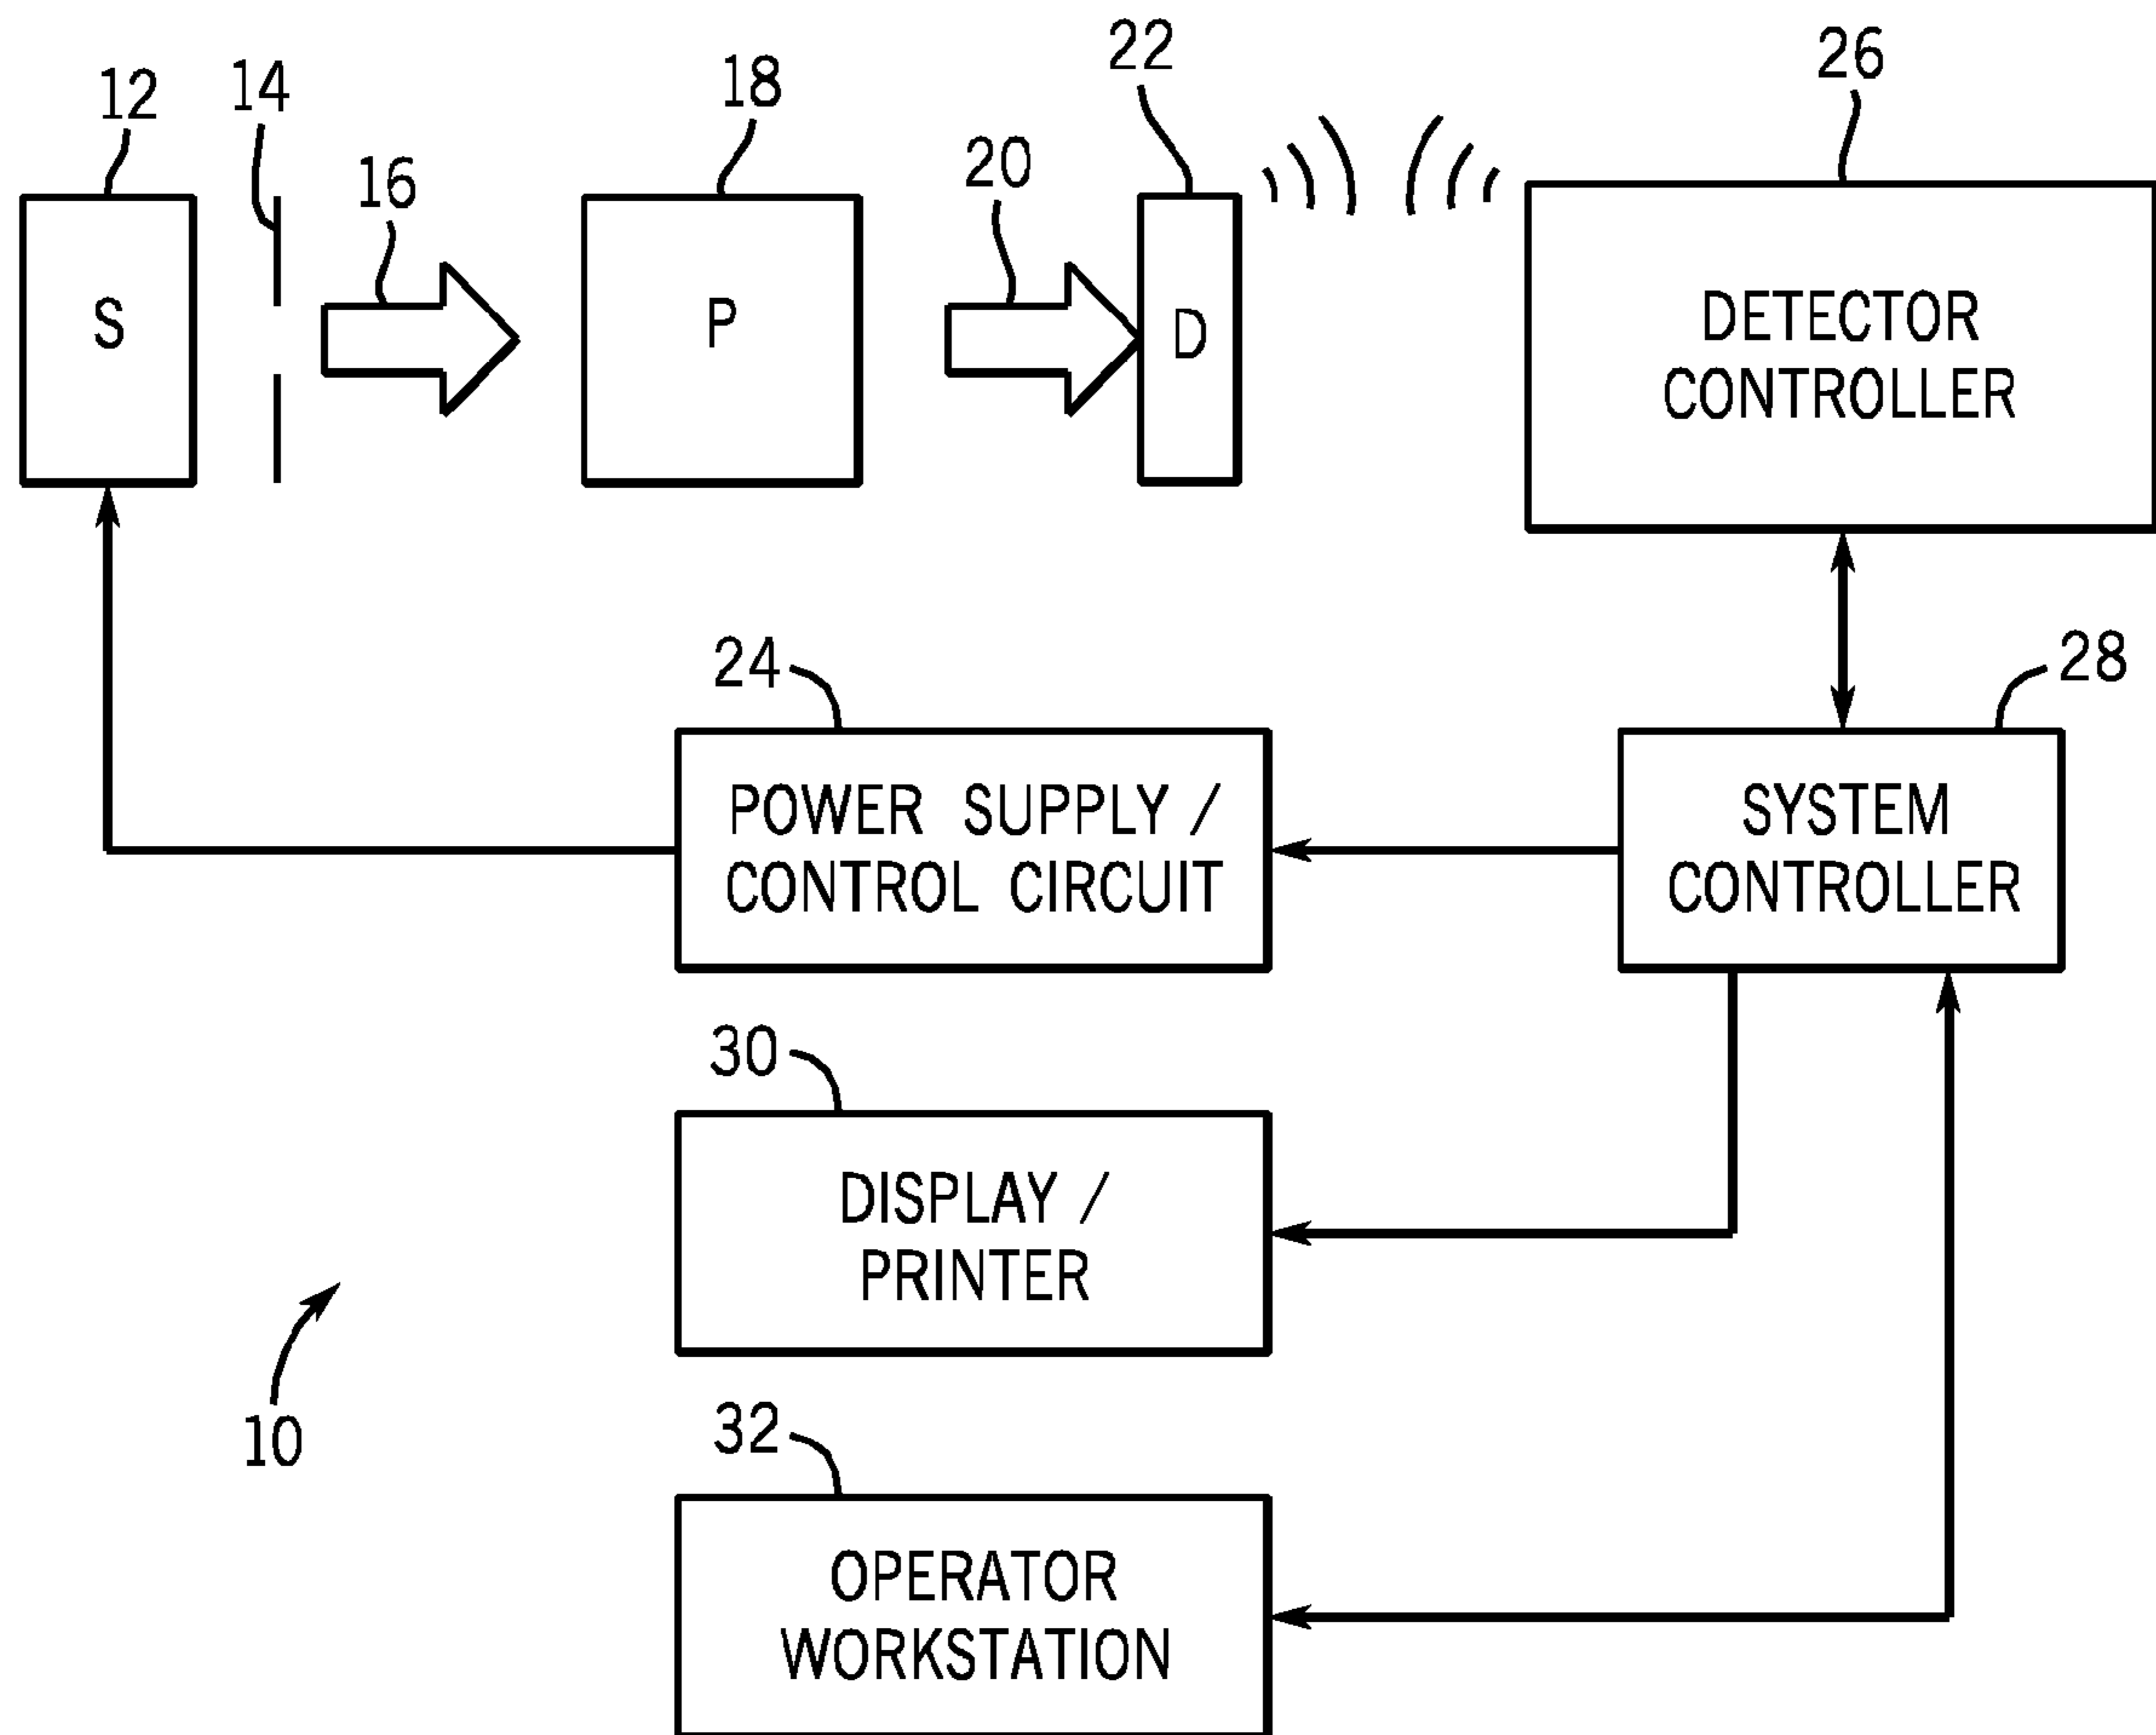 12
14
16
18
20
22
26
S
P
D
DETECTOR
CONTROLLER
24
28
POWER SUPPLY /
CONTROL CIRCUIT
SYSTEM
CONTROLLER
30
DISPLAY /
PRINTER
10
32
OPERATOR
WORKSTATION